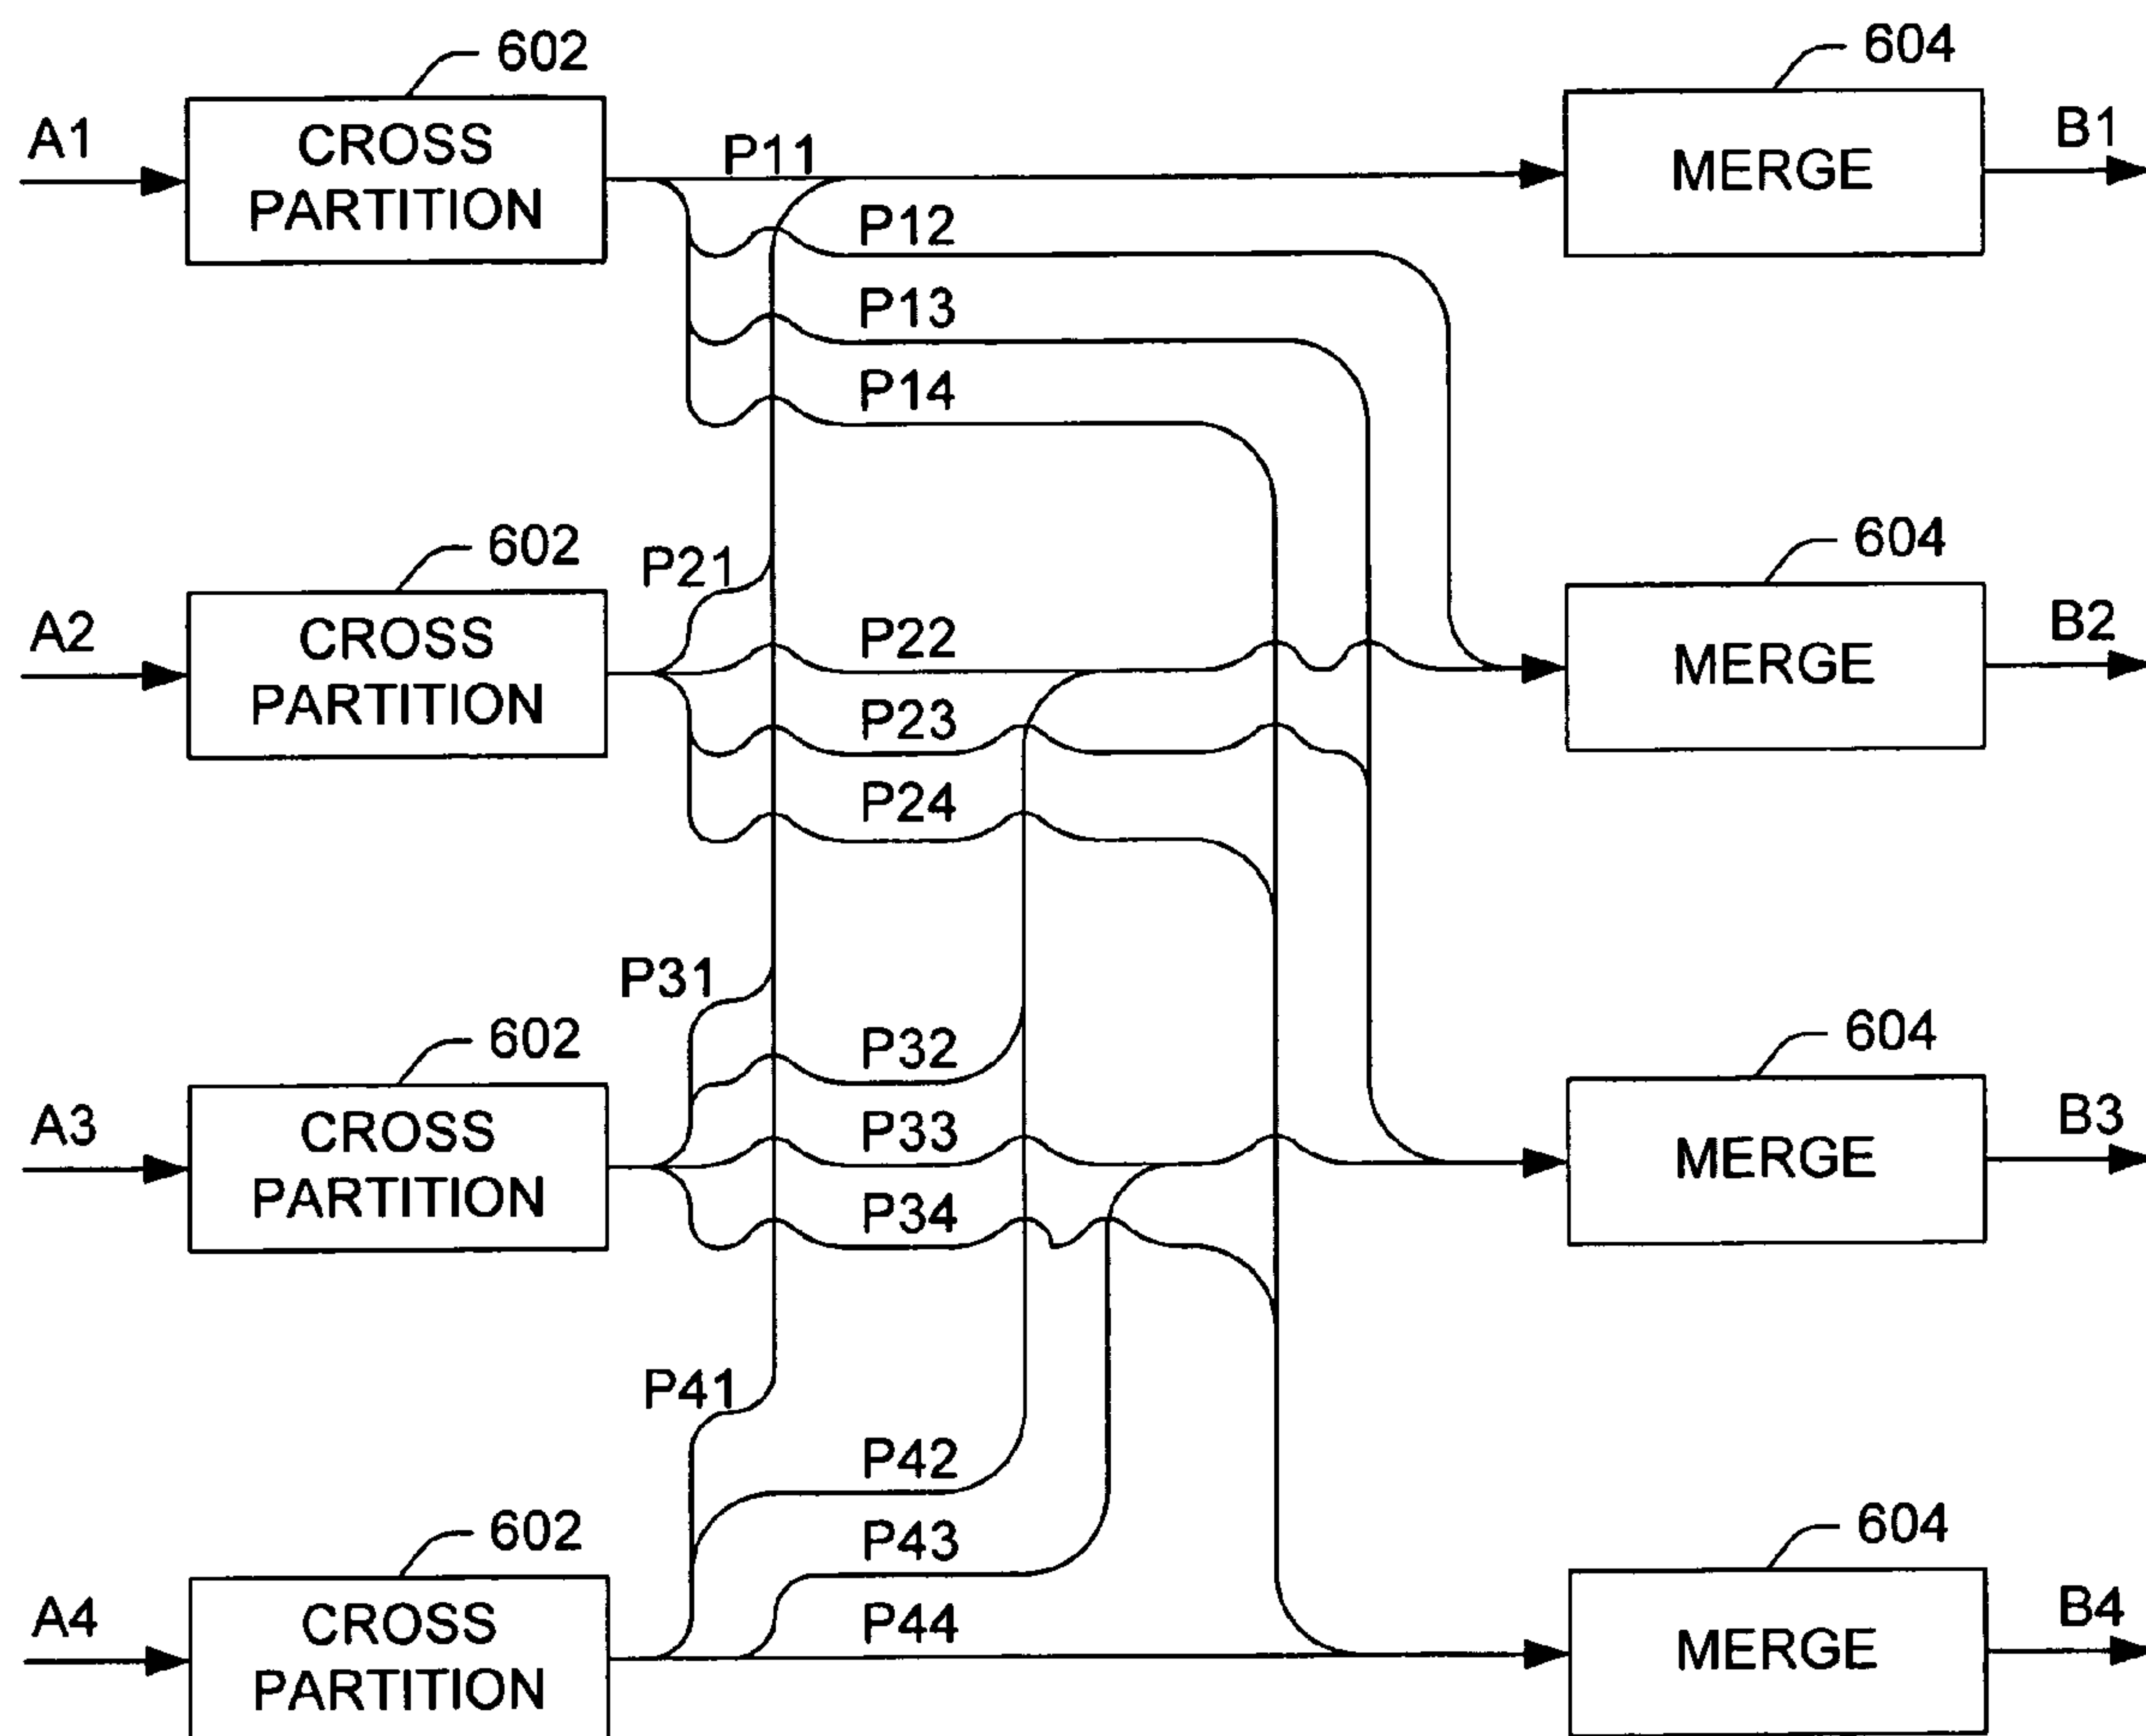 602
604
A1
CROSS
PARTITION
P11
MERGE
B1
P12
P13
P14
602
604
A2
CROSS
PARTITION
P21
P22
MERGE
B2
P23
P24
P31
602
604
A3
CROSS
PARTITION
P32
P33
MERGE
B3
P34
P41
P42
602
604
A4
CROSS
PARTITION
P43
P44
MERGE
B4